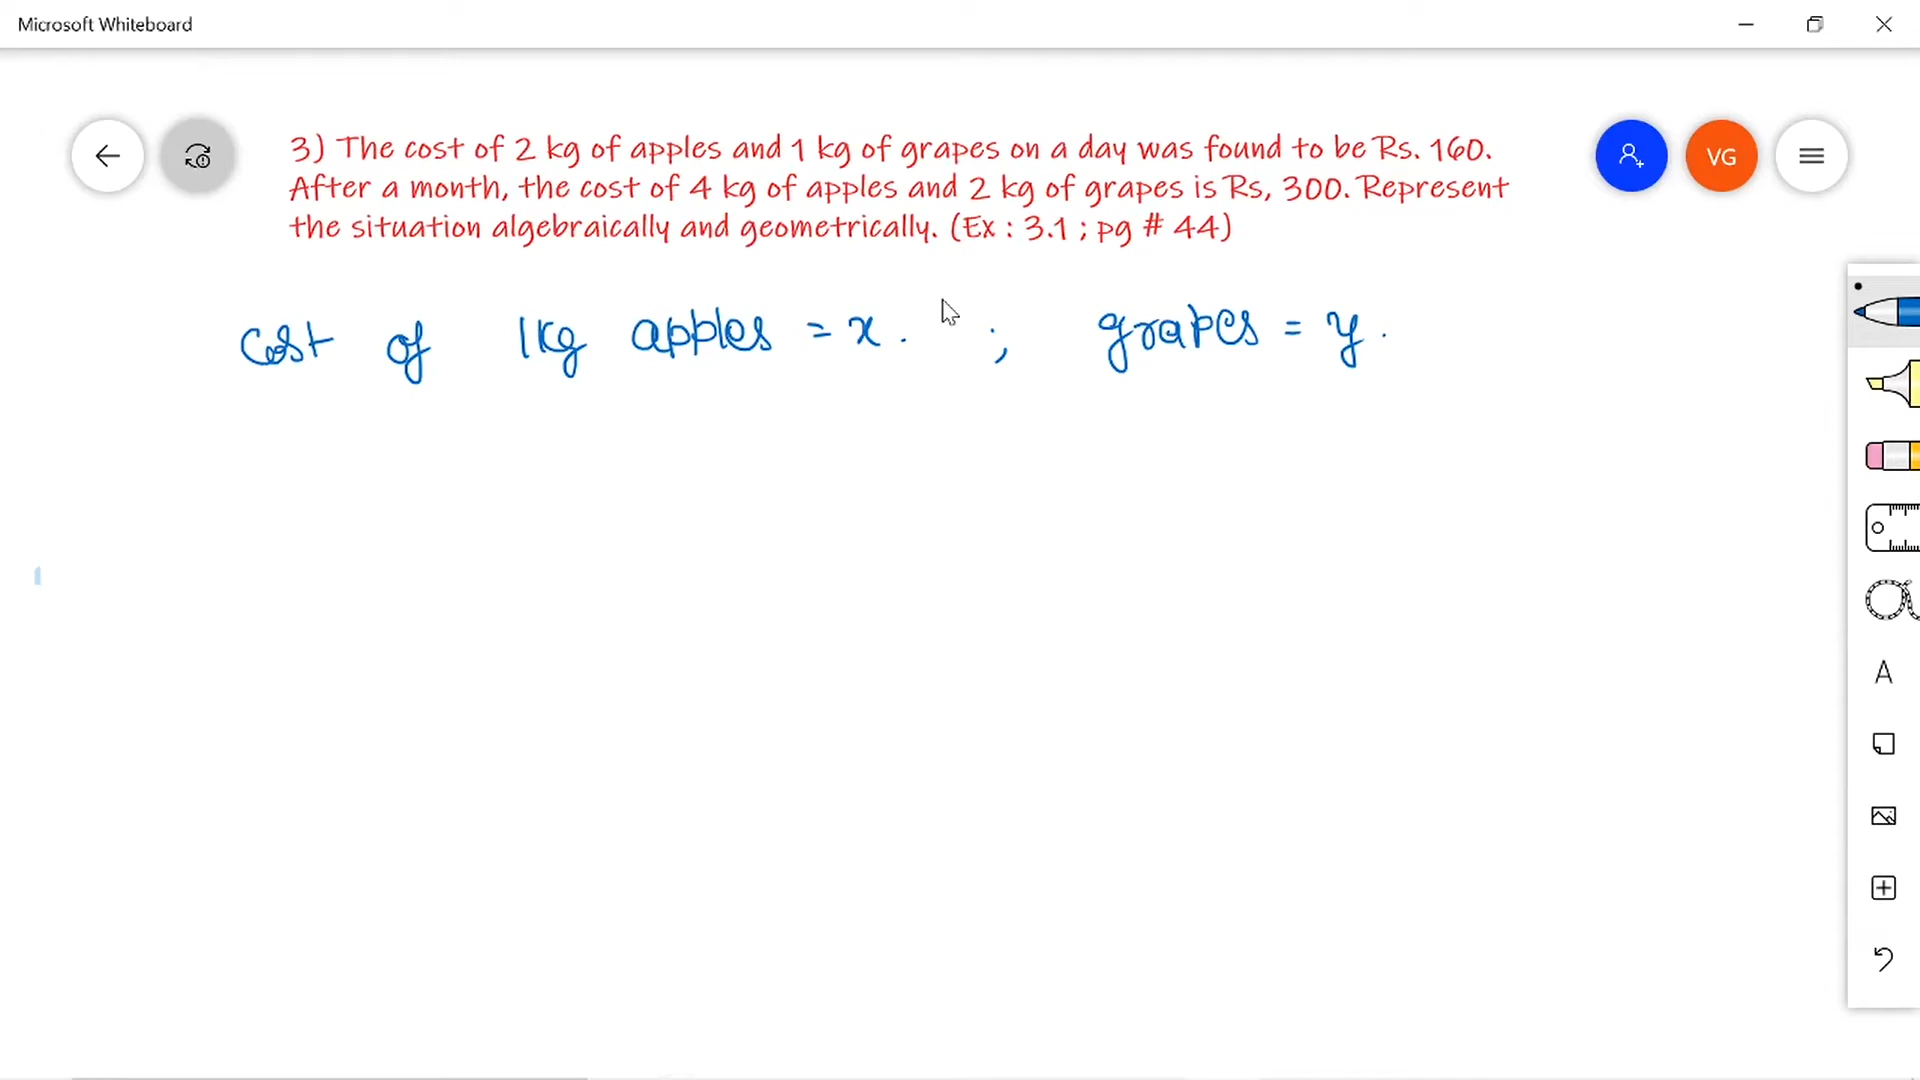 Microsoft Whiteboard
3) The cost of 2 kg of apples and 1 kg of grapes on a day was found to be Rs. 160.
After a month, the cost of 4 kg of apples and 2 kg of grapes is Rs, 300. Represent
the situation algebraically and geometrically. (Ex : 3.1 ; pg # 44)
VG
Cost of 1kg apples = x. ; grapes = y.
A